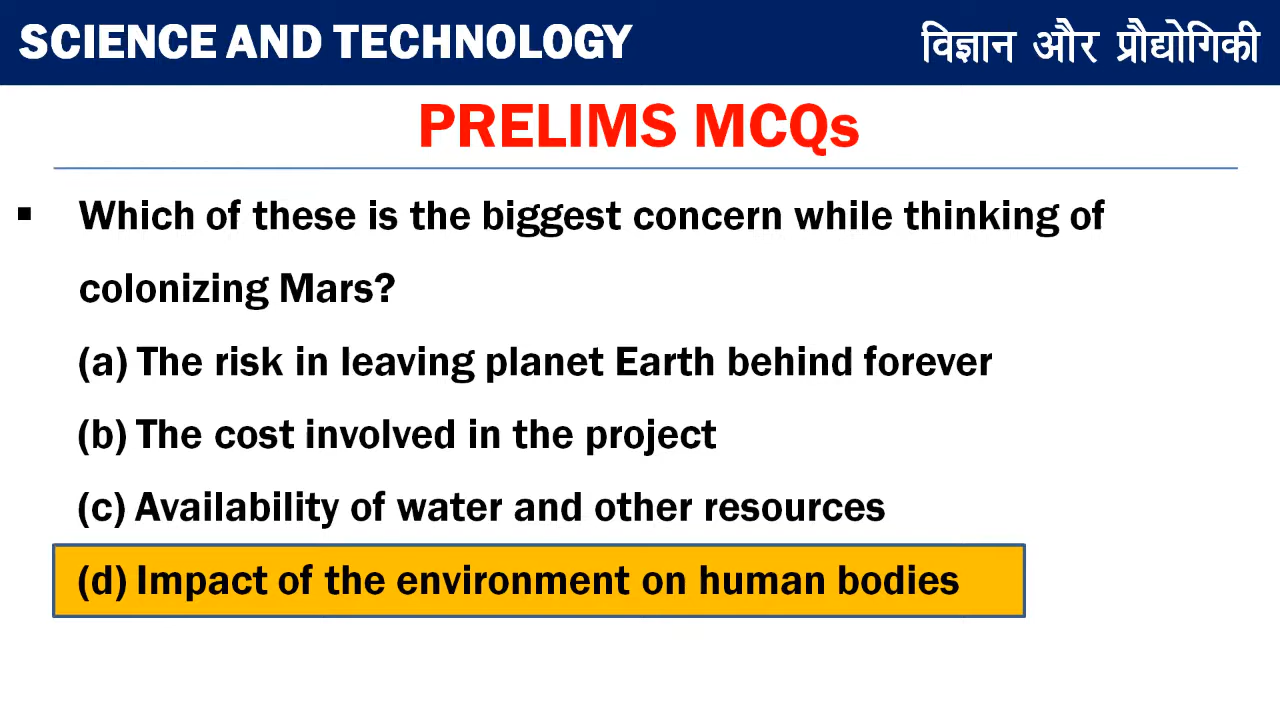 SCIENCE AND TECHNOLOGY
विज्ञान और प्रौद्योगिकी
PRELIMS MCQs
▪ Which of these is the biggest concern while thinking of
colonizing Mars?
(a) The risk in leaving planet Earth behind forever
(b) The cost involved in the project
(c) Availability of water and other resources
(d) Impact of the environment on human bodies